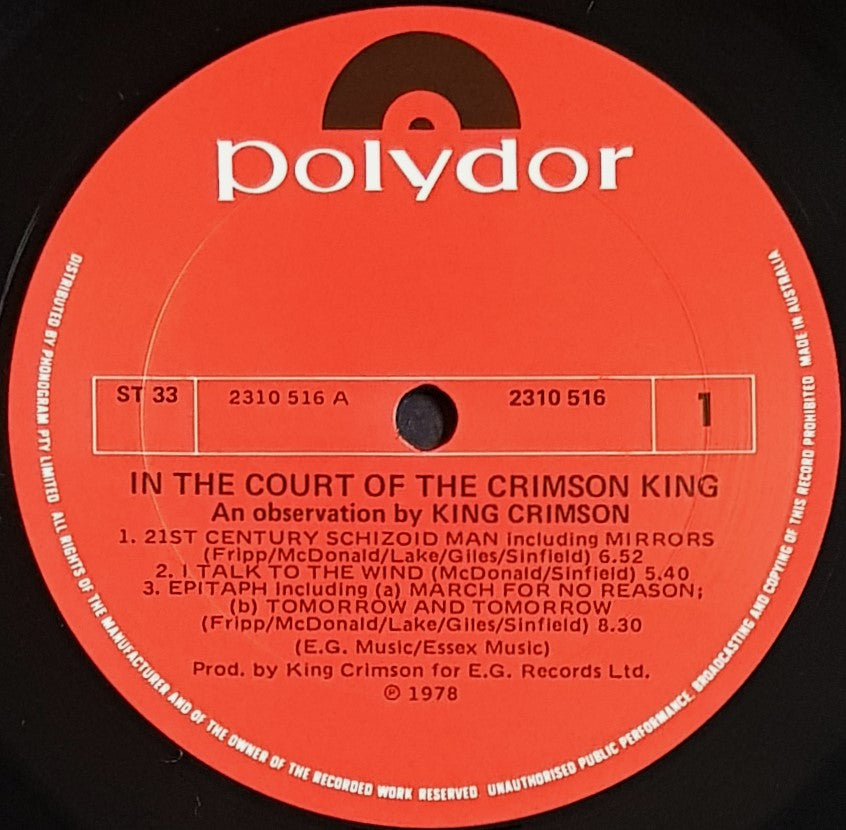 polydor
ST 33 2310 516 A 2310 516 1
IN THE COURT OF THE CRIMSON KING
An observation by KING CRIMSON
1. 21ST CENTURY SCHIZOID MAN including MIRRORS
(Fripp/McDonald/Lake/Giles/Sinfield) 6.52
2. I TALK TO THE WIND (McDonald/Sinfield) 5.40
3. EPITAPH including (a) MARCH FOR NO REASON;
(b) TOMORROW AND TOMORROW
(Fripp/McDonald/Lake/Giles/Sinfield) 8.30
(E.G. Music/Essex Music)
Prod. by King Crimson for E.G. Records Ltd.
℗ 1978
DISTRIBUTED BY PHONOGRAM PTY LIMITED ALL RIGHTS OF THE MANUFACTURER AND OF THE OWNER OF THE RECORDED WORK RESERVED UNAUTHORISED PUBLIC PERFORMANCE, BROADCASTING AND COPYING OF THIS RECORD PROHIBITED MADE IN AUSTRALIA